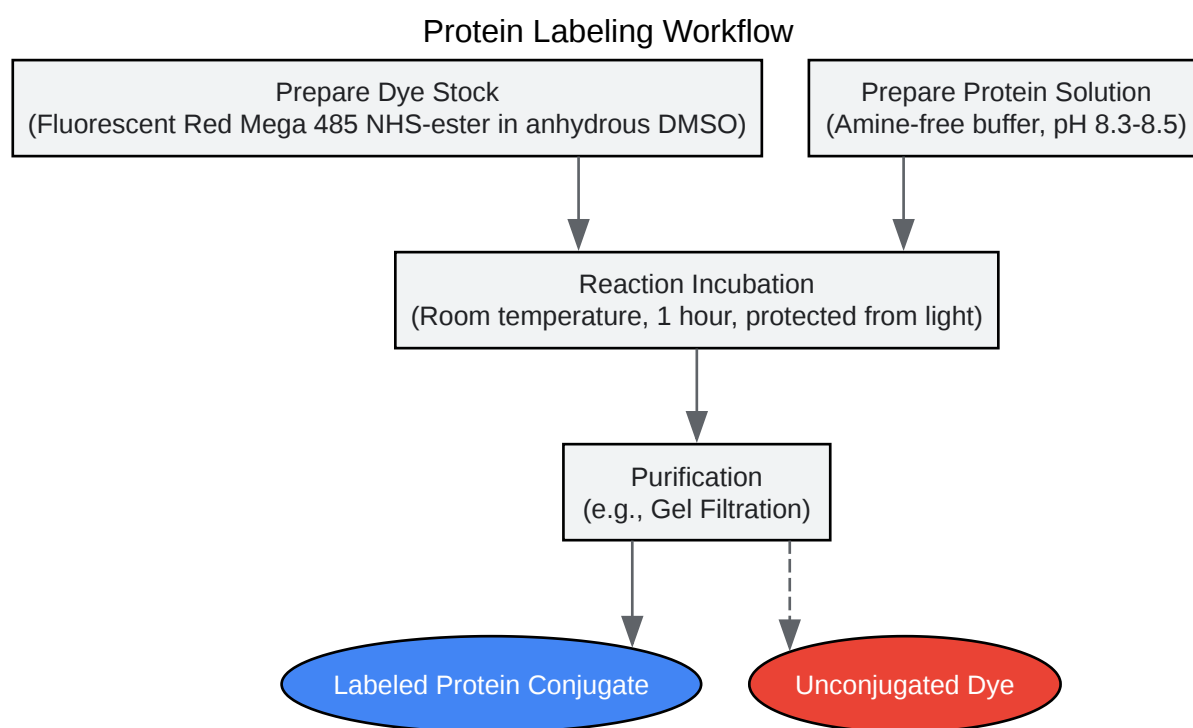 Protein Labeling Workflow
Prepare Dye Stock
(Fluorescent Red Mega 485 NHS-ester in anhydrous DMSO)
Prepare Protein Solution
(Amine-free buffer, pH 8.3-8.5)
Reaction Incubation
(Room temperature, 1 hour, protected from light)
Purification
(e.g., Gel Filtration)
Labeled Protein Conjugate
Unconjugated Dye